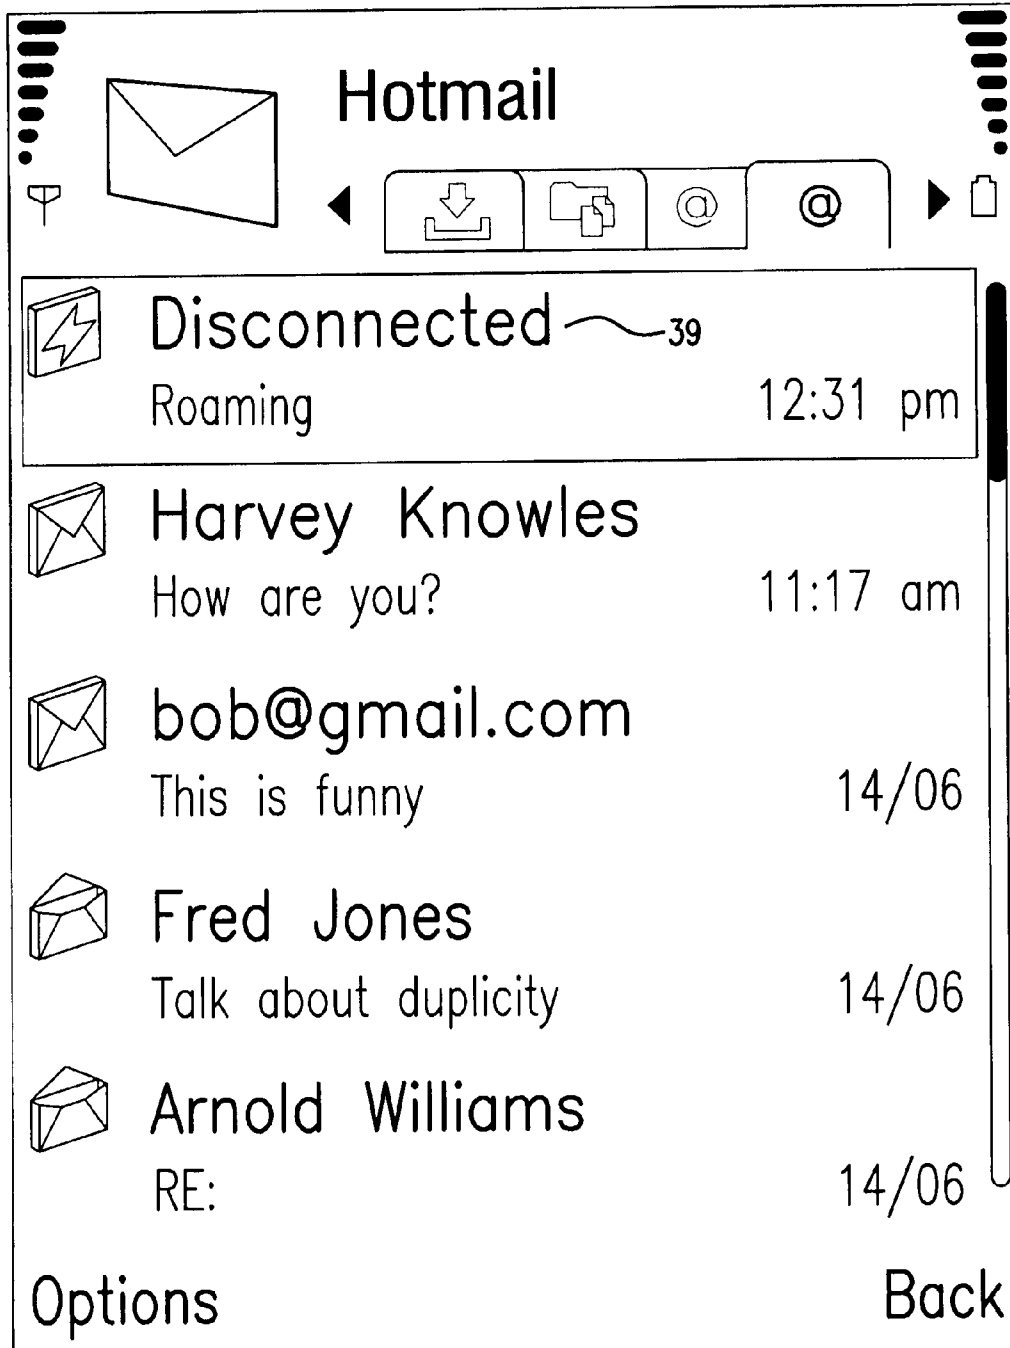 Hotmail
@ @
Disconnected 39
Roaming 12:31 pm
Harvey Knowles
How are you? 11:17 am
bob@gmail.com
This is funny 14/06
Fred Jones
Talk about duplicity 14/06
Arnold Williams
RE: 14/06
Options Back